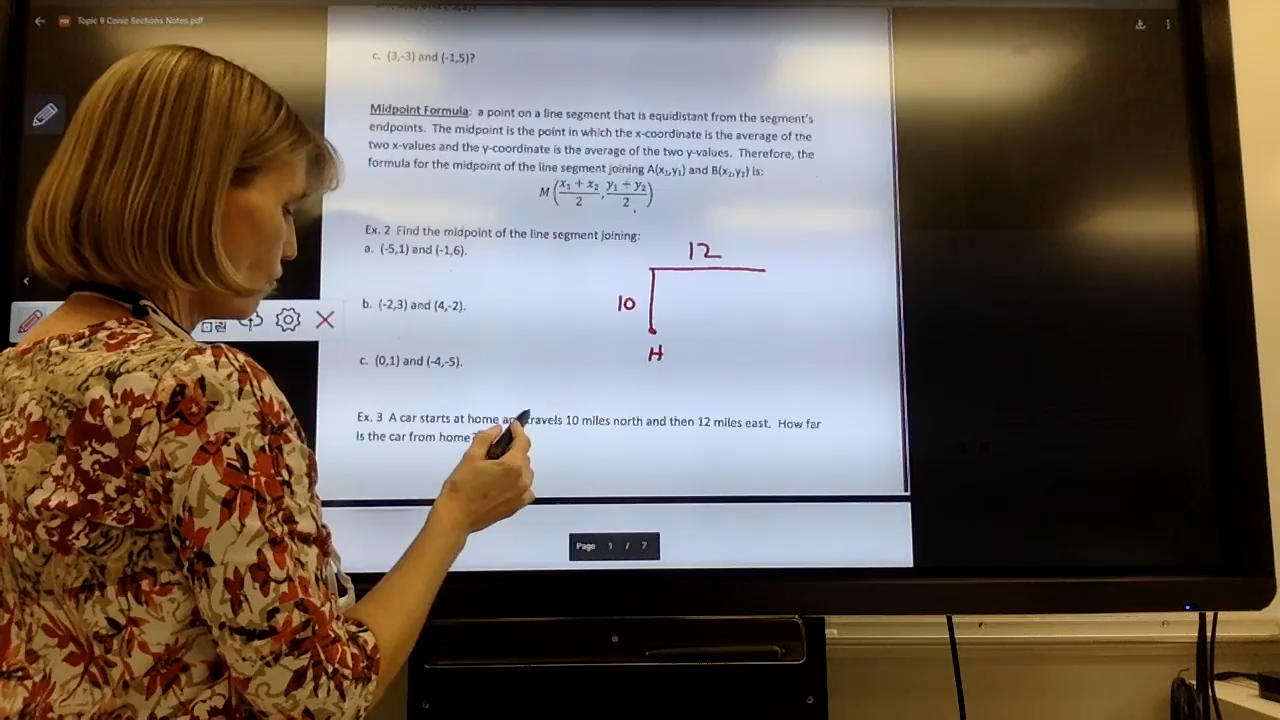 Topic 9 Conic Sections Notes.pdf
c. (3,-3) and (-1,5)?
Midpoint Formula: a point on a line segment that is equidistant from the segment's
endpoints. The midpoint is the point in which the x-coordinate is the average of the
two x-values and the y-coordinate is the average of the two y-values. Therefore, the
formula for the midpoint of the line segment joining A(x₁,y₁) and B(x₂,y₂) is:
M((x₁ + x₂)/2, (y₁ + y₂)/2)
Ex. 2 Find the midpoint of the line segment joining:
a. (-5,1) and (-1,6).
12
b. (-2,3) and (4,-2).
10
H
c. (0,1) and (-4,-5).
Ex. 3 A car starts at home travels 10 miles north and then 12 miles east. How far
is the car from home?
Page 1 / 7